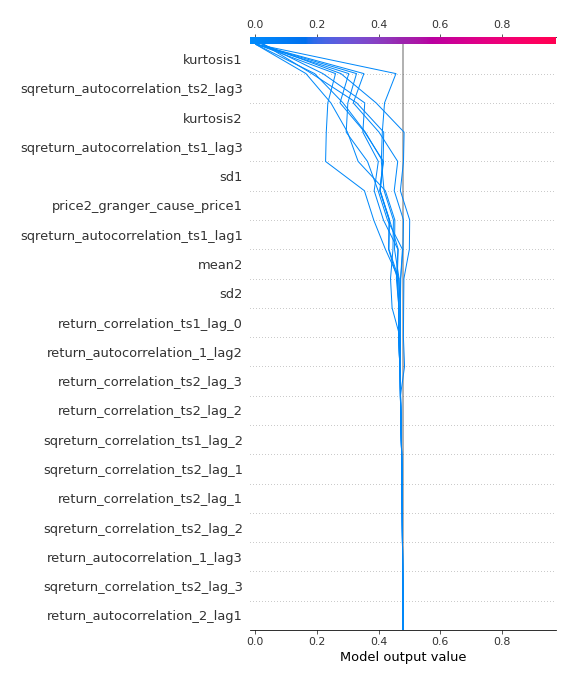 0.0 0.2 0.4 0.6 0.8
kurtosis1
sqreturn_autocorrelation_ts2_lag3
kurtosis2
sqreturn_autocorrelation_ts1_lag3
sd1
price2_granger_cause_price1
sqreturn_autocorrelation_ts1_lag1
mean2
sd2
return_correlation_ts1_lag_0
return_autocorrelation_1_lag2
return_correlation_ts2_lag_3
return_correlation_ts2_lag_2
sqreturn_correlation_ts1_lag_2
sqreturn_correlation_ts2_lag_1
return_correlation_ts2_lag_1
sqreturn_correlation_ts2_lag_2
return_autocorrelation_1_lag3
sqreturn_correlation_ts2_lag_3
return_autocorrelation_2_lag1
0.0 0.2 0.4 0.6 0.8
Model output value